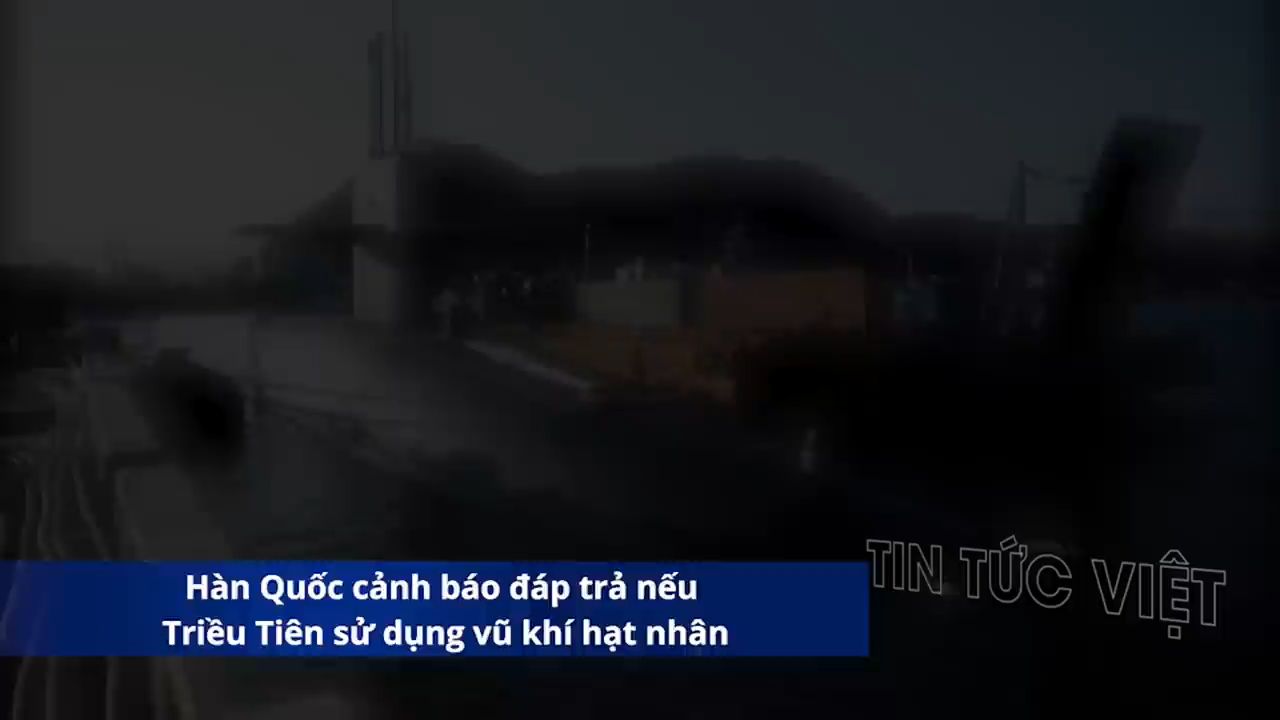 Hàn Quốc cảnh báo đáp trả nếu
Triều Tiên sử dụng vũ khí hạt nhân
TIN TỨC VIỆT